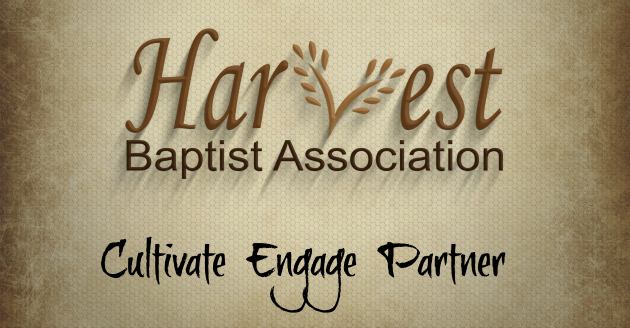 Harvest
Baptist Association
Cultivate Engage Partner